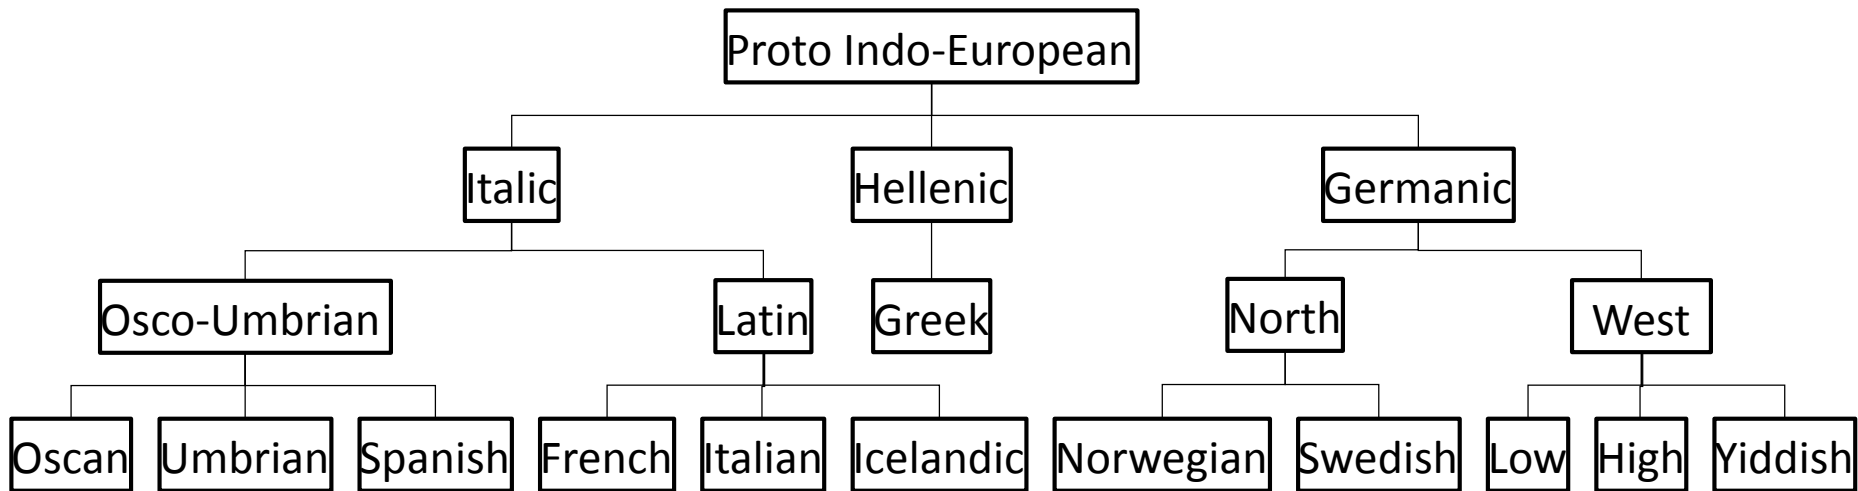 Proto Indo-European
Italic
Hellenic
Germanic
Osco-Umbrian
Latin
Greek
North
West
Oscan
Umbrian
Spanish
French
Italian
Icelandic
Norwegian
Swedish
Low
High
Yiddish